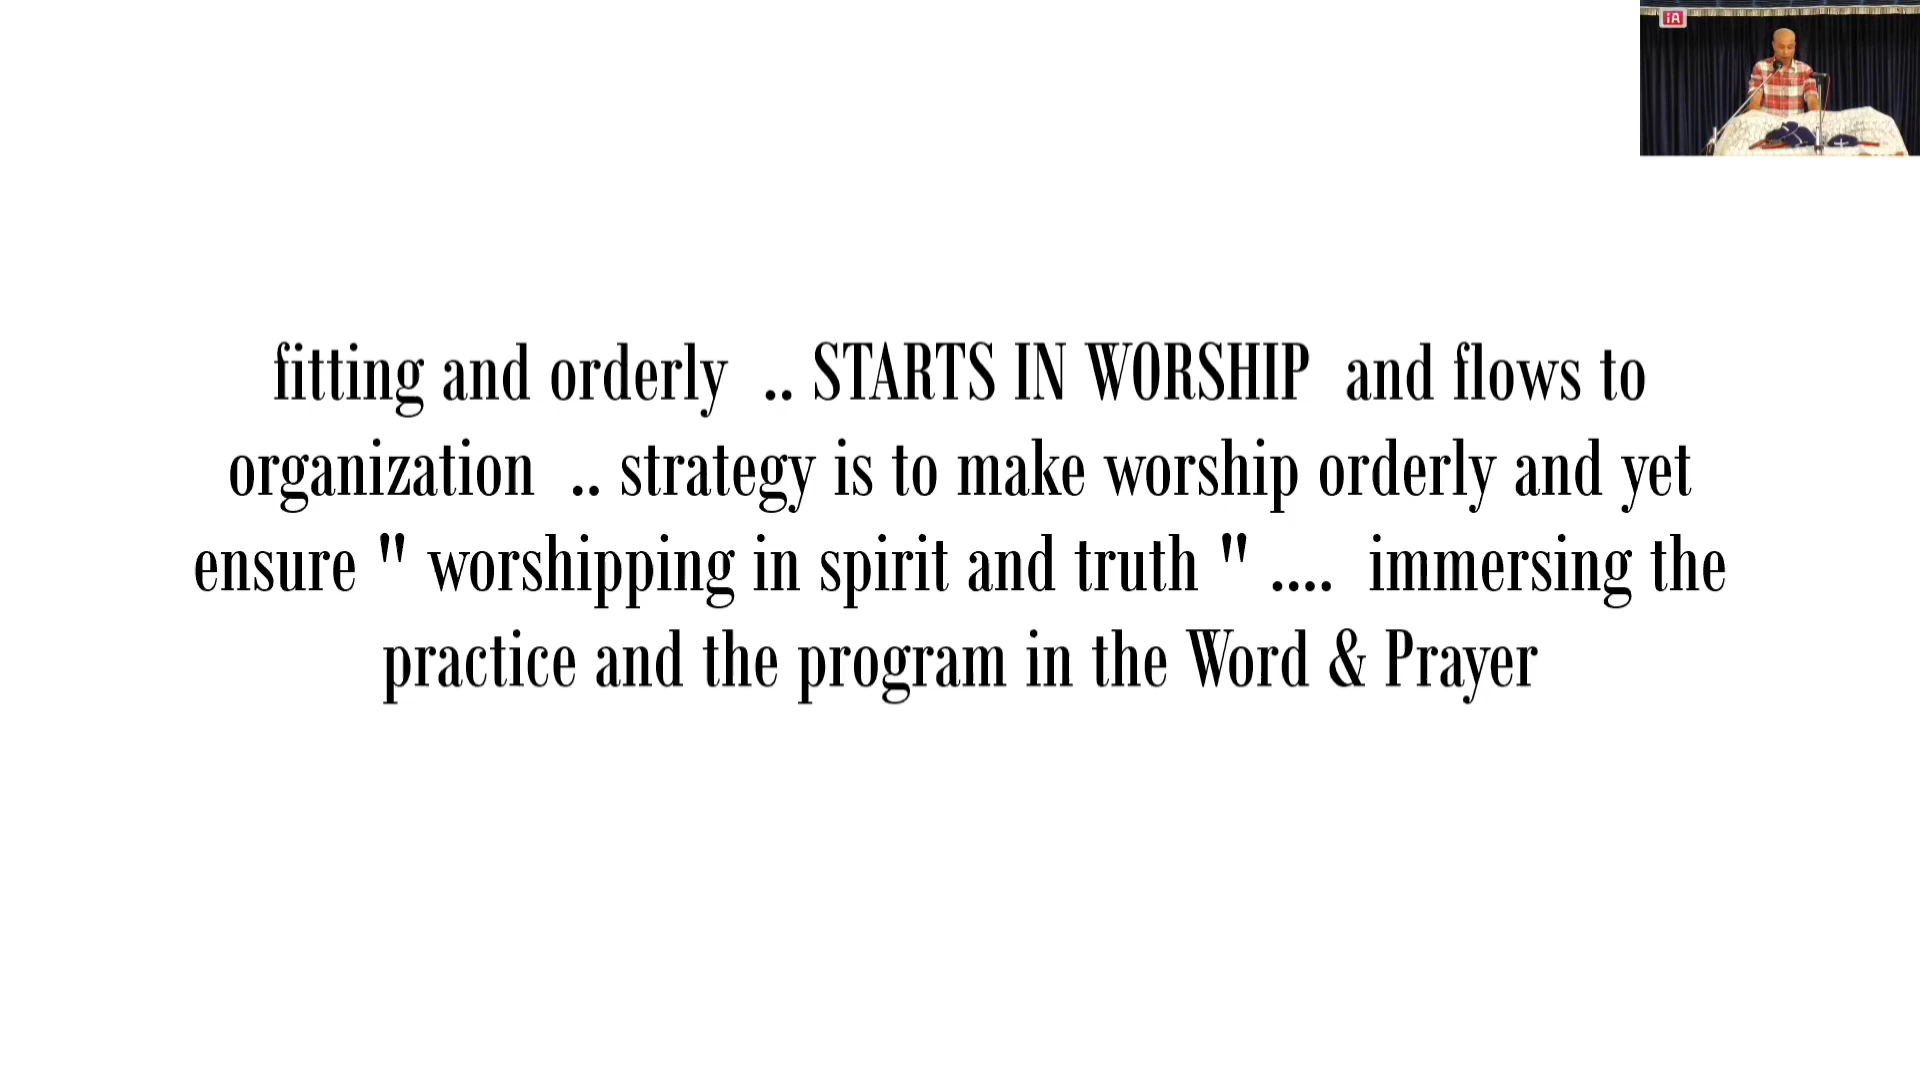 iA
fitting and orderly  .. STARTS IN WORSHIP  and flows to
organization  .. strategy is to make worship orderly and yet
ensure " worshipping in spirit and truth " ....  immersing the
practice and the program in the Word & Prayer